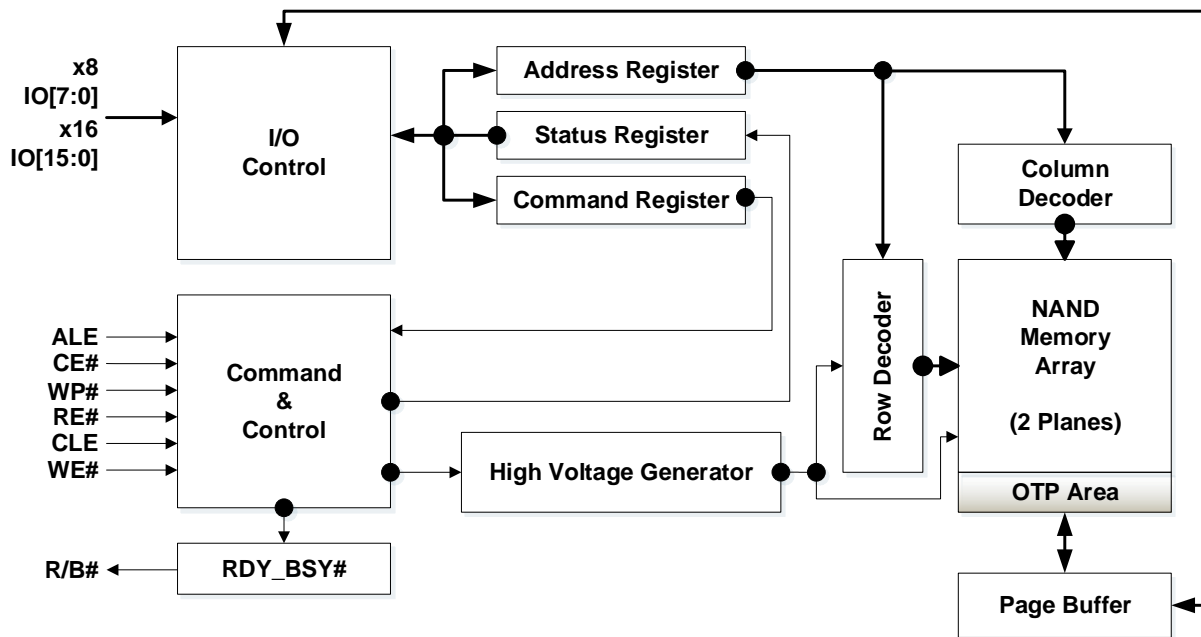 x8
IO[7:0]
x16
IO[15:0]
I/O
Control
Address Register
Status Register
Command Register
Column
Decoder
Row Decoder
NAND
Memory
Array
(2 Planes)
OTP Area
ALE
CE#
WP#
RE#
CLE
WE#
Command
&
Control
High Voltage Generator
R/B#
RDY_BSY#
Page Buffer